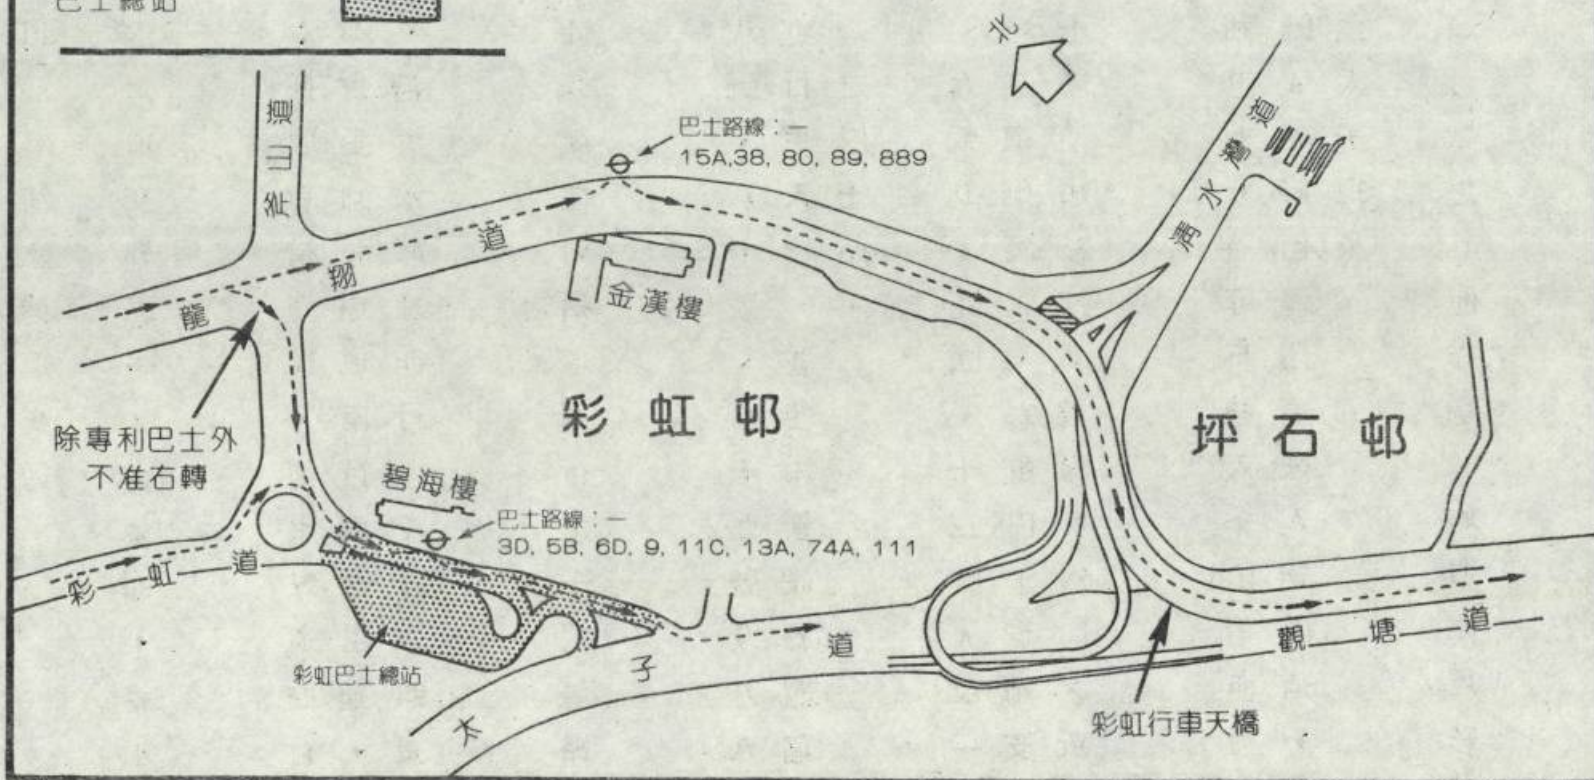 巴士總站
北
斧山道
巴士路線：—
15A,38, 80, 89, 889
清水灣道
龍翔道
金漢樓
彩虹邨
坪石邨
除專利巴士外
不准右轉
碧海樓
巴士路線：—
3D, 5B, 6D, 9, 11C, 13A, 74A, 111
彩虹道
彩虹巴士總站
太子道
觀塘道
彩虹行車天橋